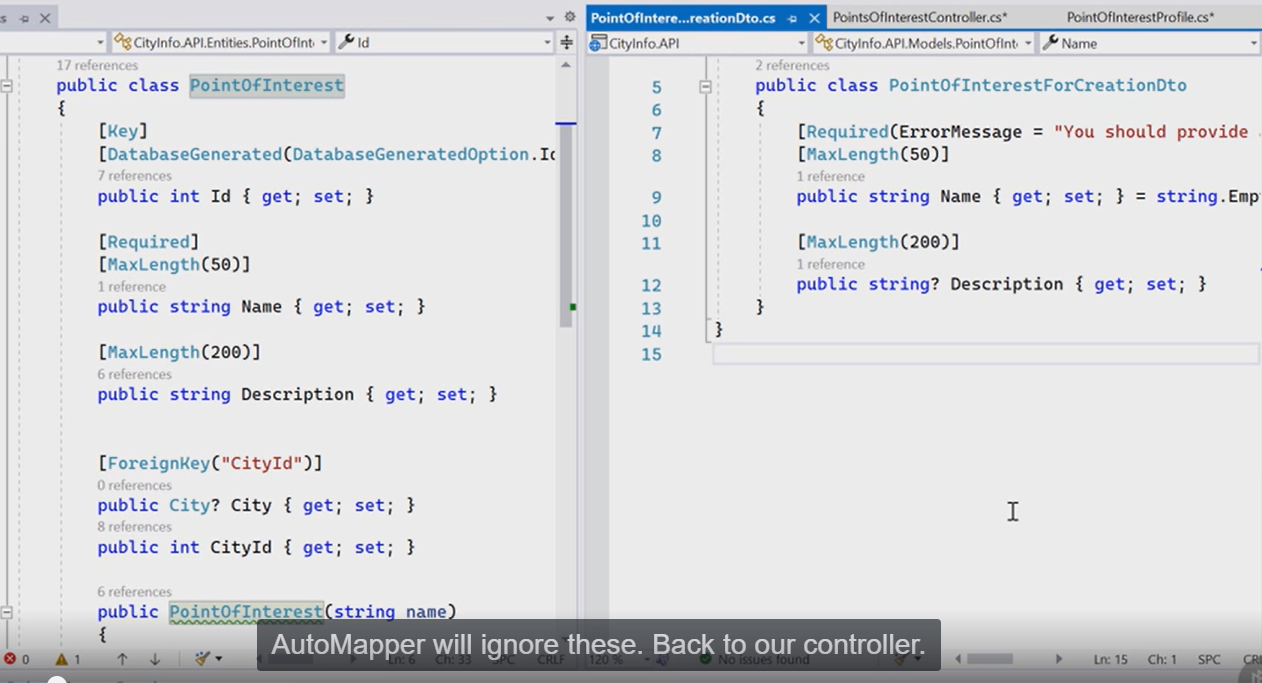 PointOfIntere...reationDto.cs
PointsOfInterestController.cs*
PointOfInterestProfile.cs*
CityInfo.API.Entities.PointOfInt
Id
CityInfo.API
CityInfo.API.Models.PointOfInt
Name
17 references
public class PointOfInterest
{
[Key]
[DatabaseGenerated(DatabaseGeneratedOption.Id
7 references
public int Id { get; set; }
[Required]
[MaxLength(50)]
1 reference
public string Name { get; set; }
[MaxLength(200)]
6 references
public string Description { get; set; }
[ForeignKey("CityId")]
0 references
public City? City { get; set; }
8 references
public int CityId { get; set; }
6 references
public PointOfInterest(string name)
{
2 references
5 public class PointOfInterestForCreationDto
6 {
7 [Required(ErrorMessage = "You should provide
8 [MaxLength(50)]
1 reference
9 public string Name { get; set; } = string.Emp
10
11 [MaxLength(200)]
1 reference
12 public string? Description { get; set; }
13 }
14 }
15
AutoMapper will ignore these. Back to our controller.
0 1 Ln: 6 Ch: 33 SPC CRLF
120 % No issues found Ln: 15 Ch: 1 SPC CRL